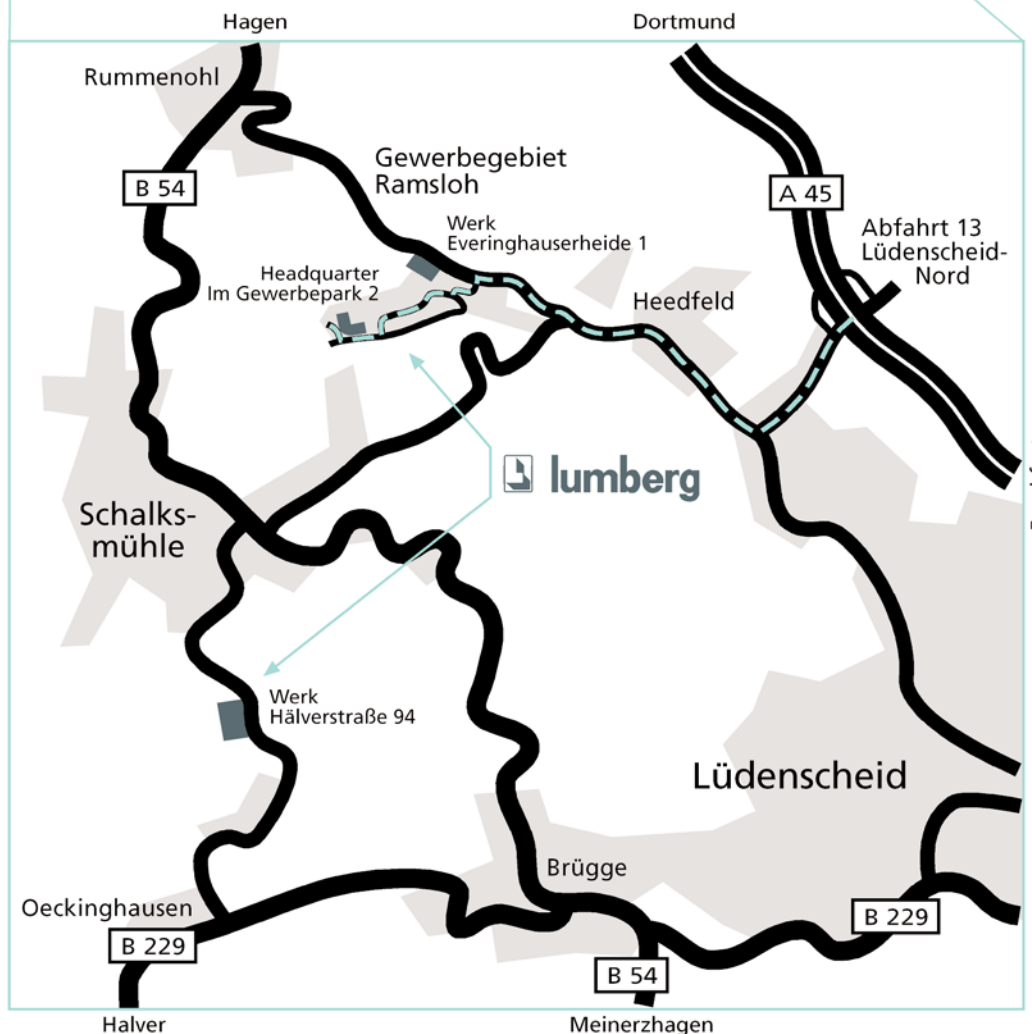 Hagen
Dortmund
Rummenohl
Gewerbegebiet
Ramsloh
B 54
A 45
Werk
Everinghauserheide 1
Abfahrt 13
Lüdenscheid-
Nord
Headquarter
Im Gewerbepark 2
Heedfeld
lumberg
Schalks-
mühle
Werk
Hälverstraße 94
Lüdenscheid
Brügge
Oeckinghausen
B 229
B 229
B 54
Halver
Meinerzhagen